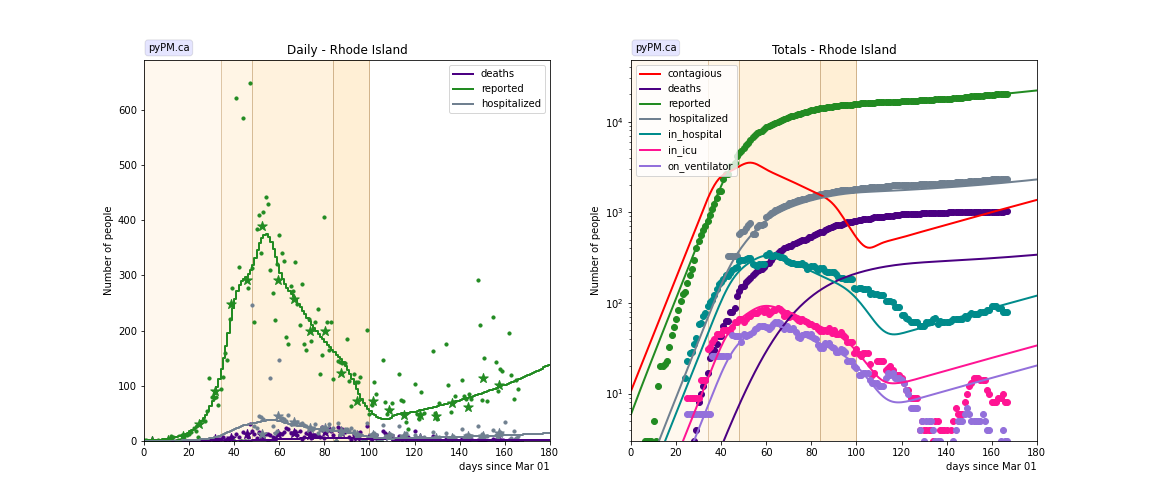 pyPM.ca
Daily - Rhode Island
deaths
reported
hospitalized
Number of people
600
500
400
300
200
100
0
0 20 40 60 80 100 120 140 160 180
days since Mar 01
pyPM.ca
Totals - Rhode Island
contagious
deaths
reported
hospitalized
in_hospital
in_icu
on_ventilator
Number of people
10⁴
10³
10²
10¹
0 20 40 60 80 100 120 140 160 180
days since Mar 01